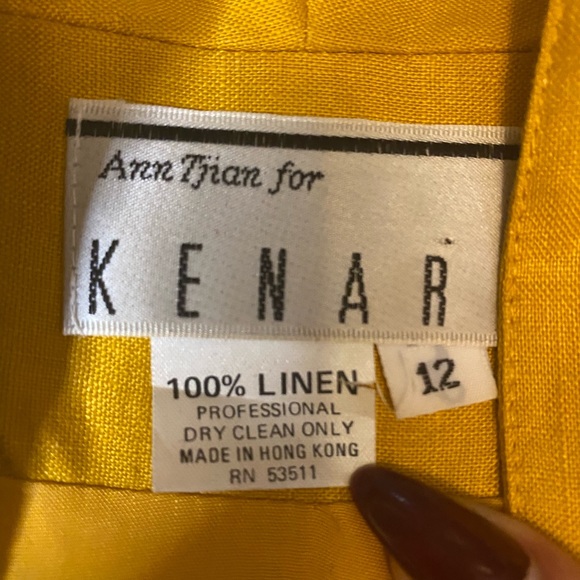 Ann Tjian for
KENAR
12
100% LINEN
PROFESSIONAL
DRY CLEAN ONLY
MADE IN HONG KONG
RN 53511